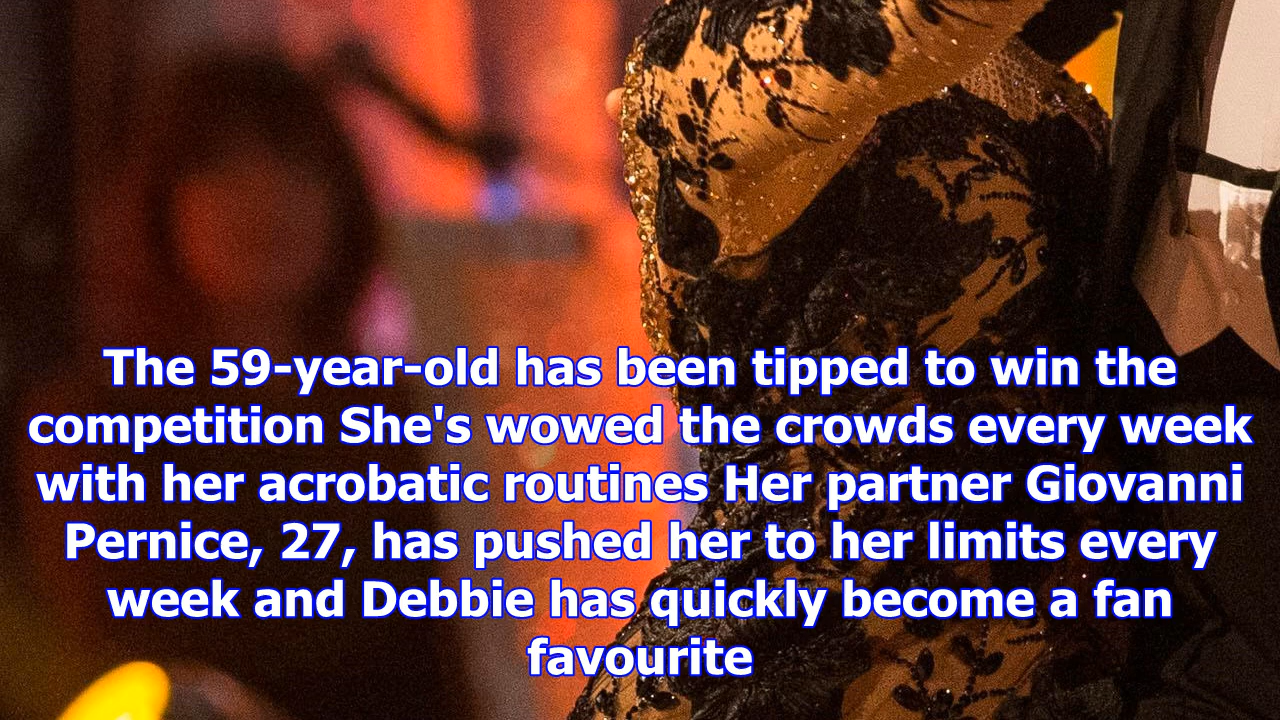 The 59-year-old has been tipped to win the
competition She's wowed the crowds every week
with her acrobatic routines Her partner Giovanni
Pernice, 27, has pushed her to her limits every
week and Debbie has quickly become a fan
favourite